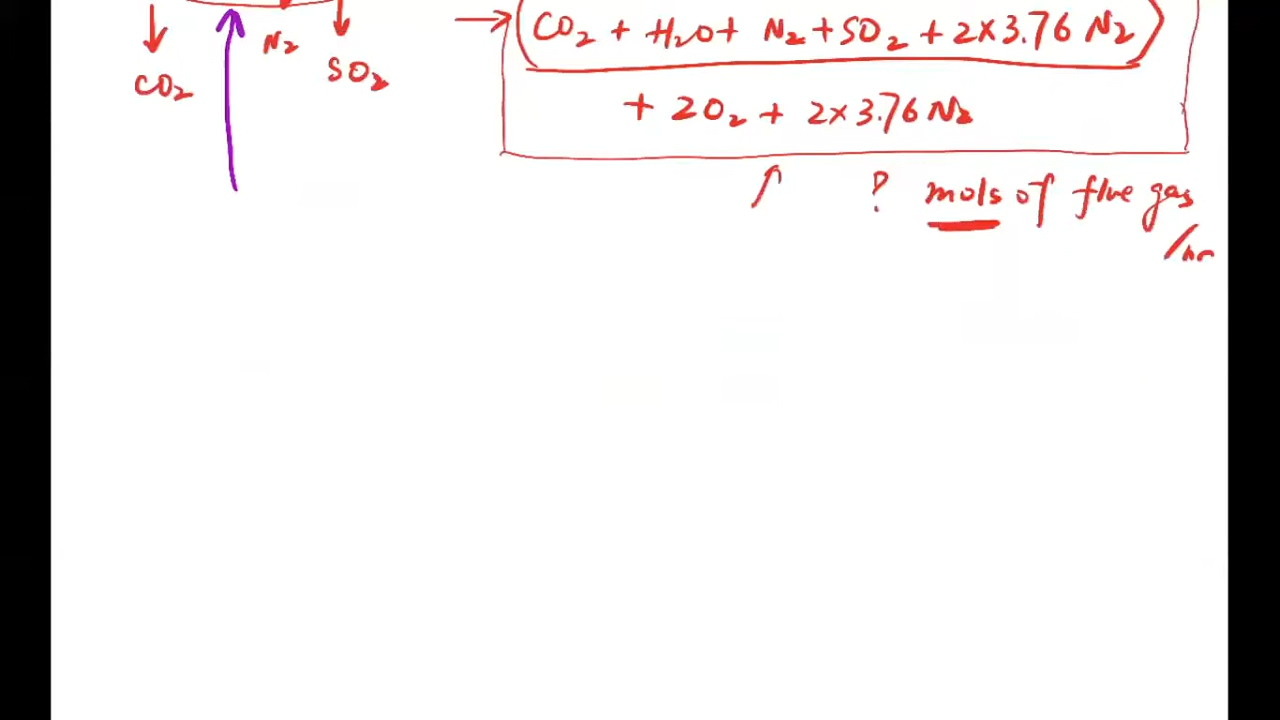 → (CO₂ + H₂O + N₂ + SO₂ + 2×3.76 N₂)
N₂
CO₂
SO₂
+ 2O₂ + 2×3.76 N₂
? mols of flue gas
/hr